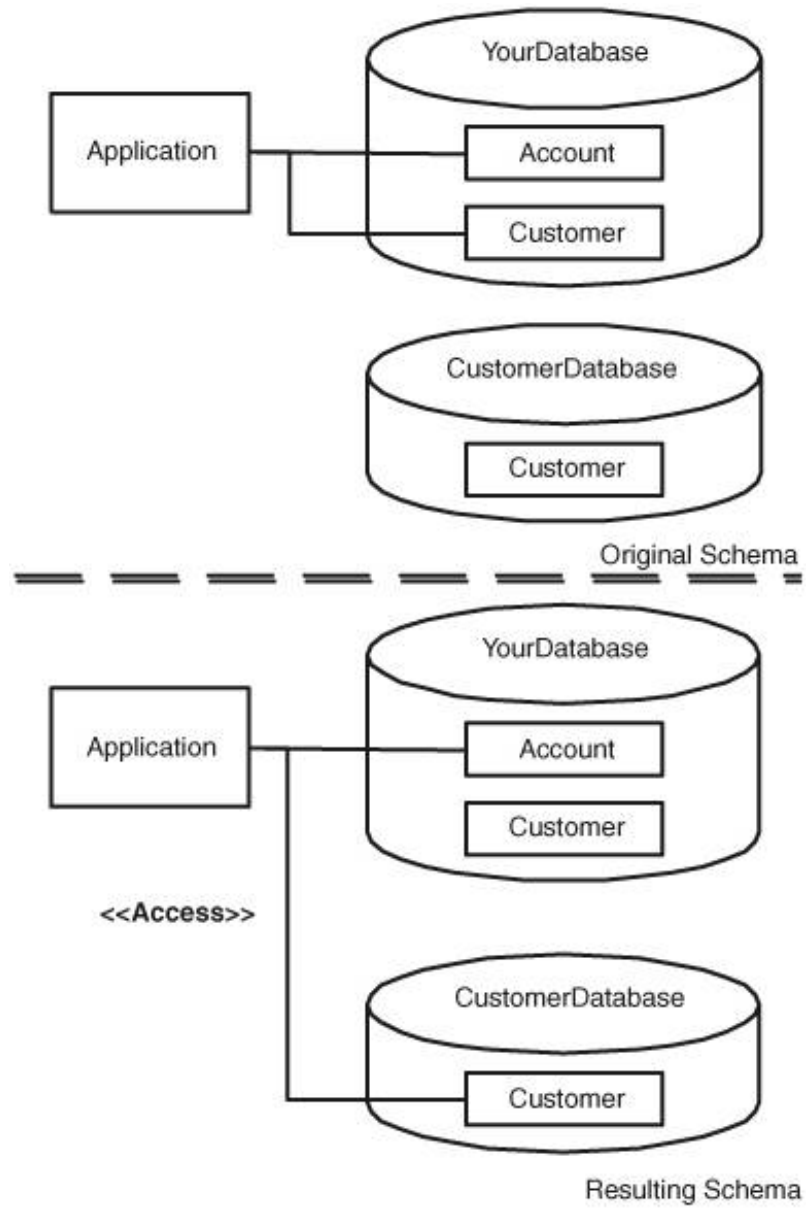 YourDatabase
Application
Account
Customer
CustomerDatabase
Customer
Original Schema
YourDatabase
Application
Account
Customer
<<Access>>
CustomerDatabase
Customer
Resulting Schema